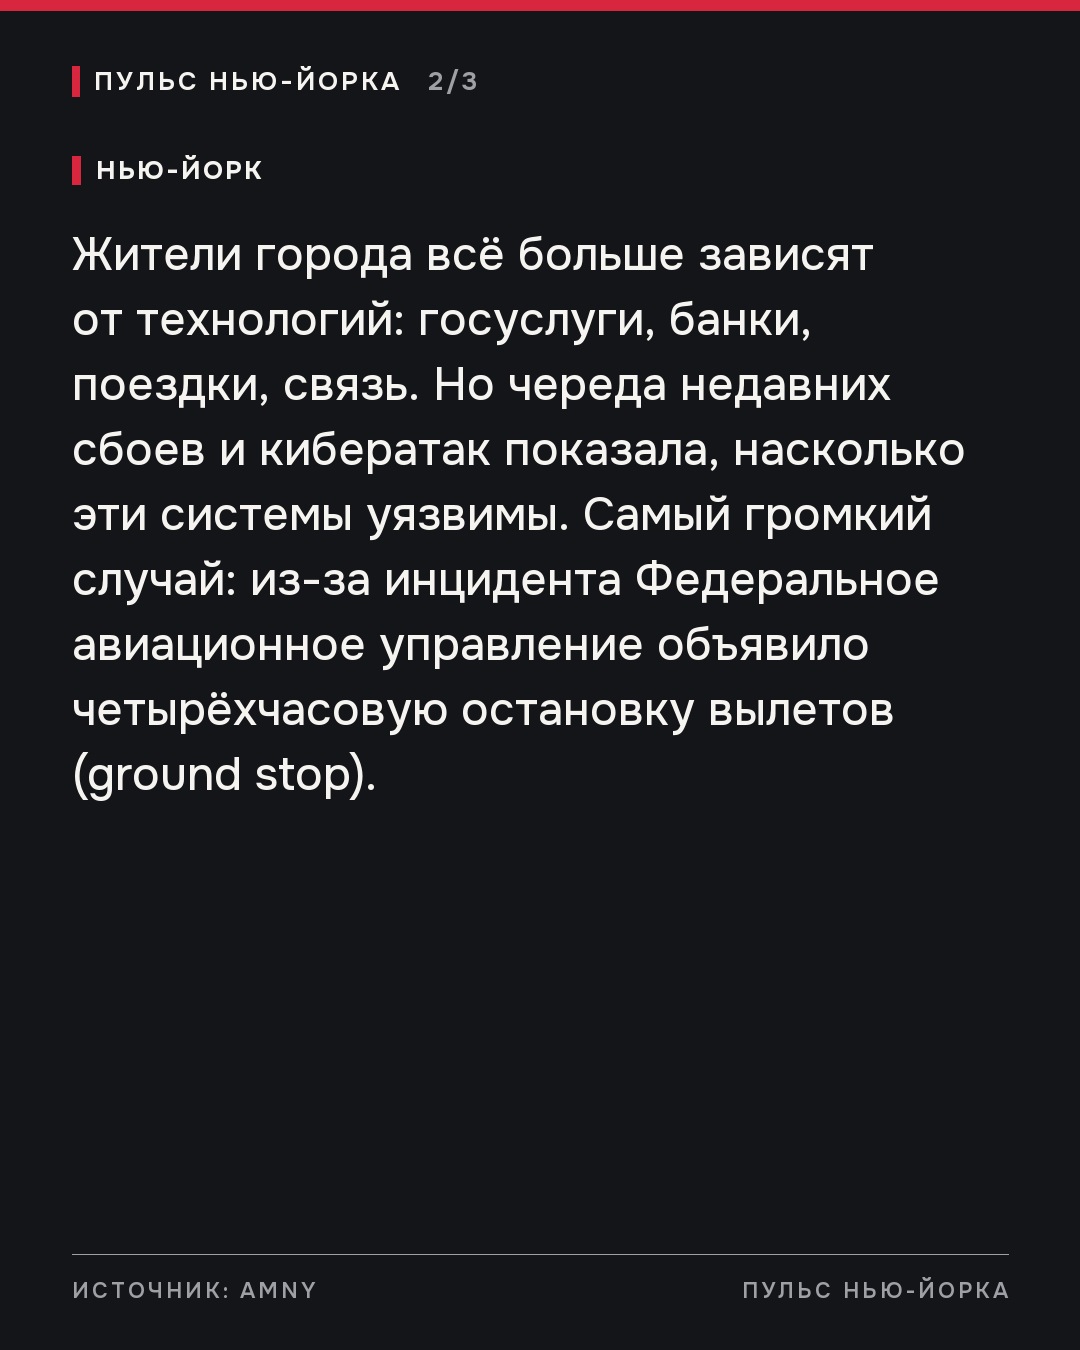 ПУЛЬС НЬЮ-ЙОРКА 2/3
НЬЮ-ЙОРК
Жители города всё больше зависят
от технологий: госуслуги, банки,
поездки, связь. Но череда недавних
сбоев и кибератак показала, насколько
эти системы уязвимы. Самый громкий
случай: из-за инцидента Федеральное
авиационное управление объявило
четырёхчасовую остановку вылетов
(ground stop).
ИСТОЧНИК: AMNY
ПУЛЬС НЬЮ-ЙОРКА